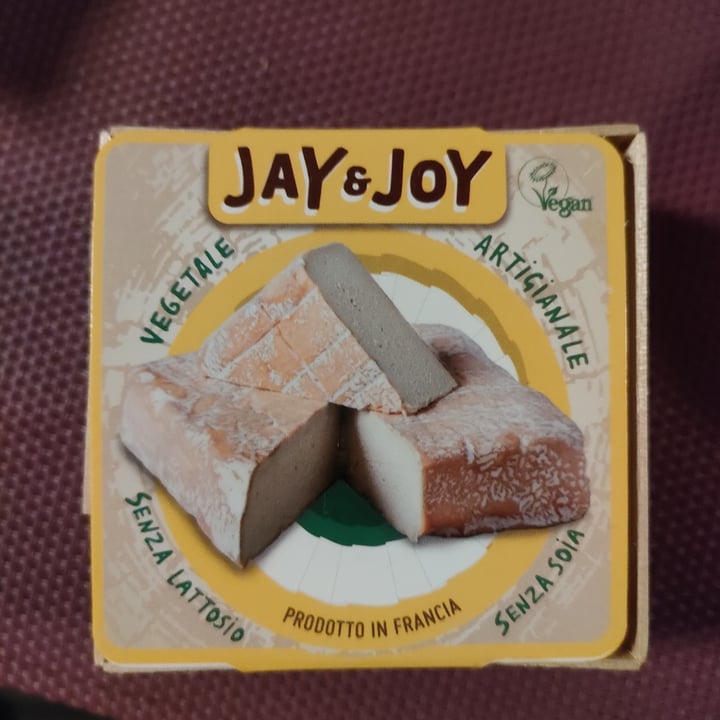 JAY & JOY
Vegan
VEGETALE
ARTIGIANALE
SENZA LATTOSIO
SENZA SOIA
PRODOTTO IN FRANCIA